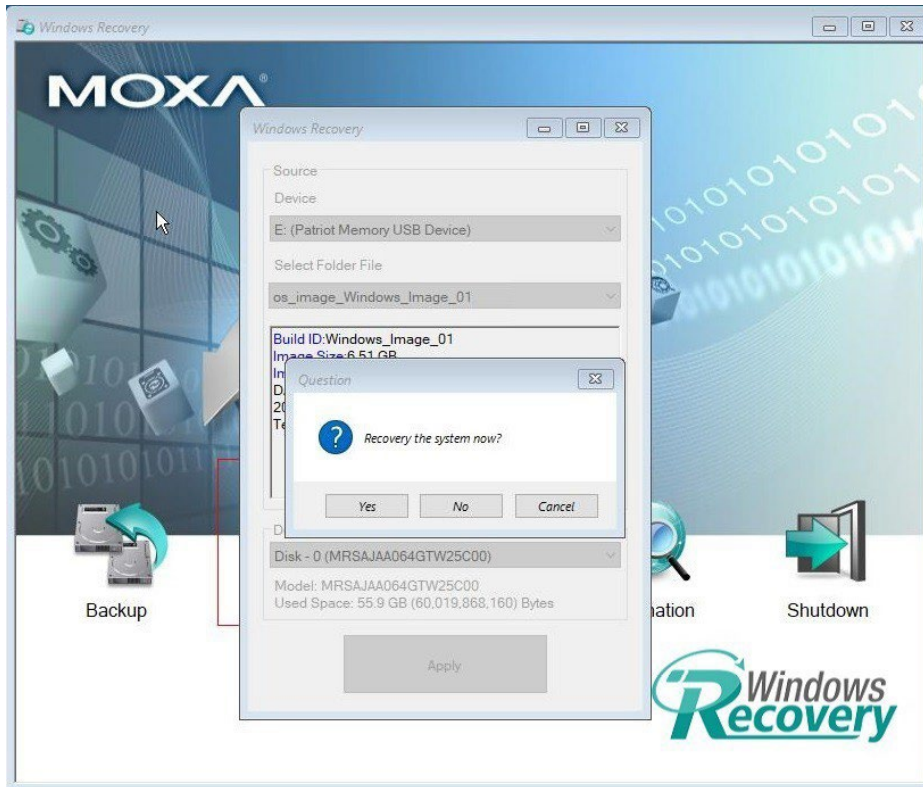 Windows Recovery
MOXA®
Windows Recovery
Source
Device
E: (Patriot Memory USB Device)
Select Folder File
os_image_Windows_Image_01
Build ID:Windows_Image_01
Image Size:6.51 GB
Question
Recovery the system now?
Yes
No
Cancel
Disk - 0 (MRSAJAA064GTW25C00)
Model: MRSAJAA064GTW25C00
Used Space: 55.9 GB (60,019,868,160) Bytes
Apply
Backup
Shutdown
Windows
Recovery